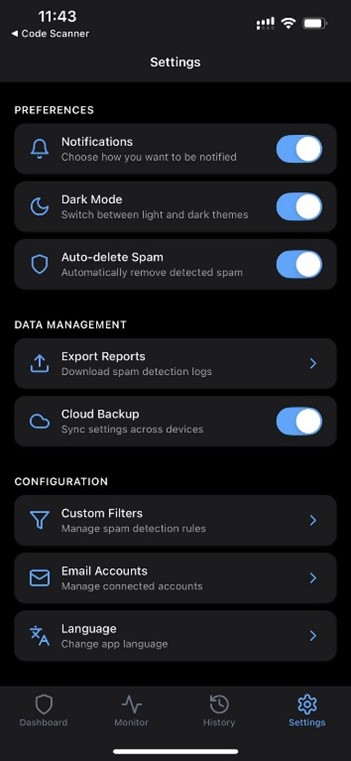 11:43
◀ Code Scanner
Settings
PREFERENCES
Notifications
Choose how you want to be notified
Dark Mode
Switch between light and dark themes
Auto-delete Spam
Automatically remove detected spam
DATA MANAGEMENT
Export Reports
Download spam detection logs
Cloud Backup
Sync settings across devices
CONFIGURATION
Custom Filters
Manage spam detection rules
Email Accounts
Manage connected accounts
Language
Change app language
Dashboard Monitor History Settings